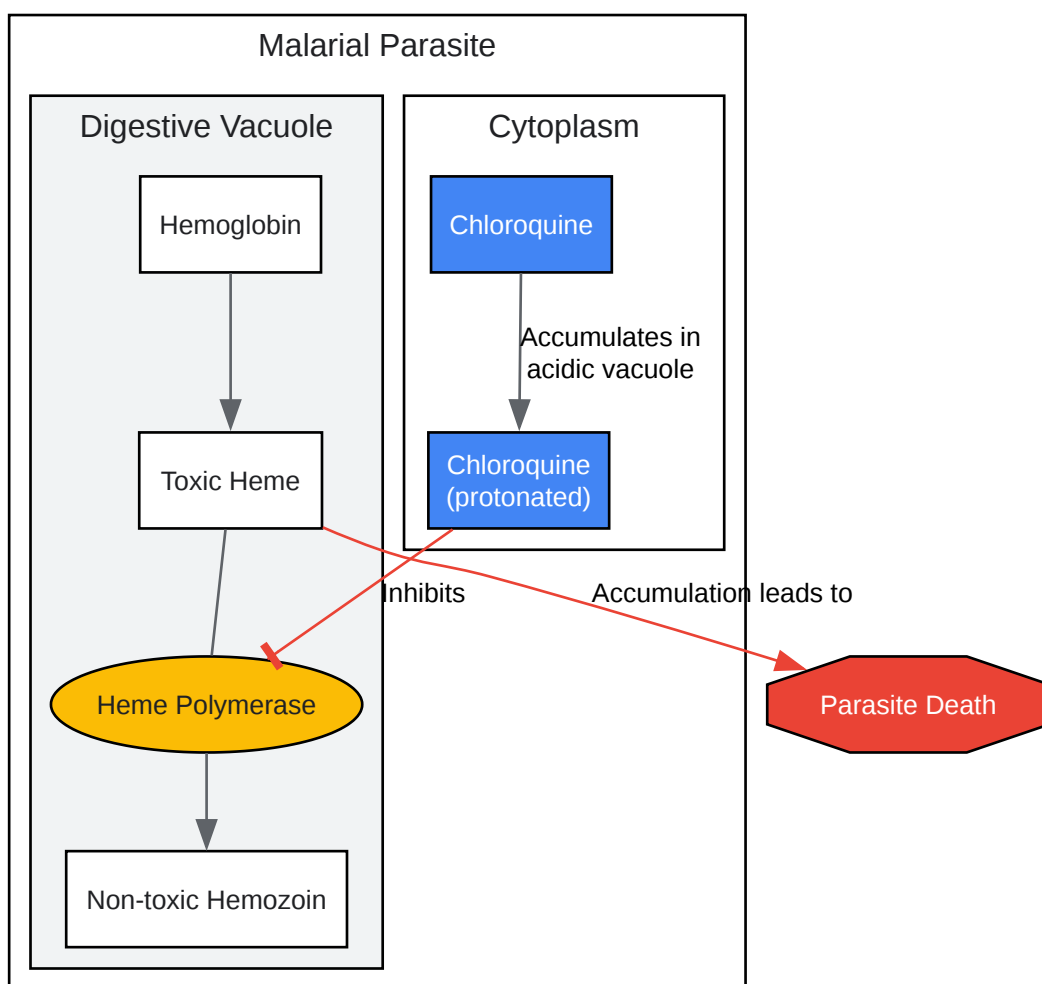 Malarial Parasite
Digestive Vacuole
Cytoplasm
Hemoglobin
Chloroquine
Accumulates in
acidic vacuole
Toxic Heme
Chloroquine
(protonated)
Inhibits
Accumulation leads to
Heme Polymerase
Parasite Death
Non-toxic Hemozoin